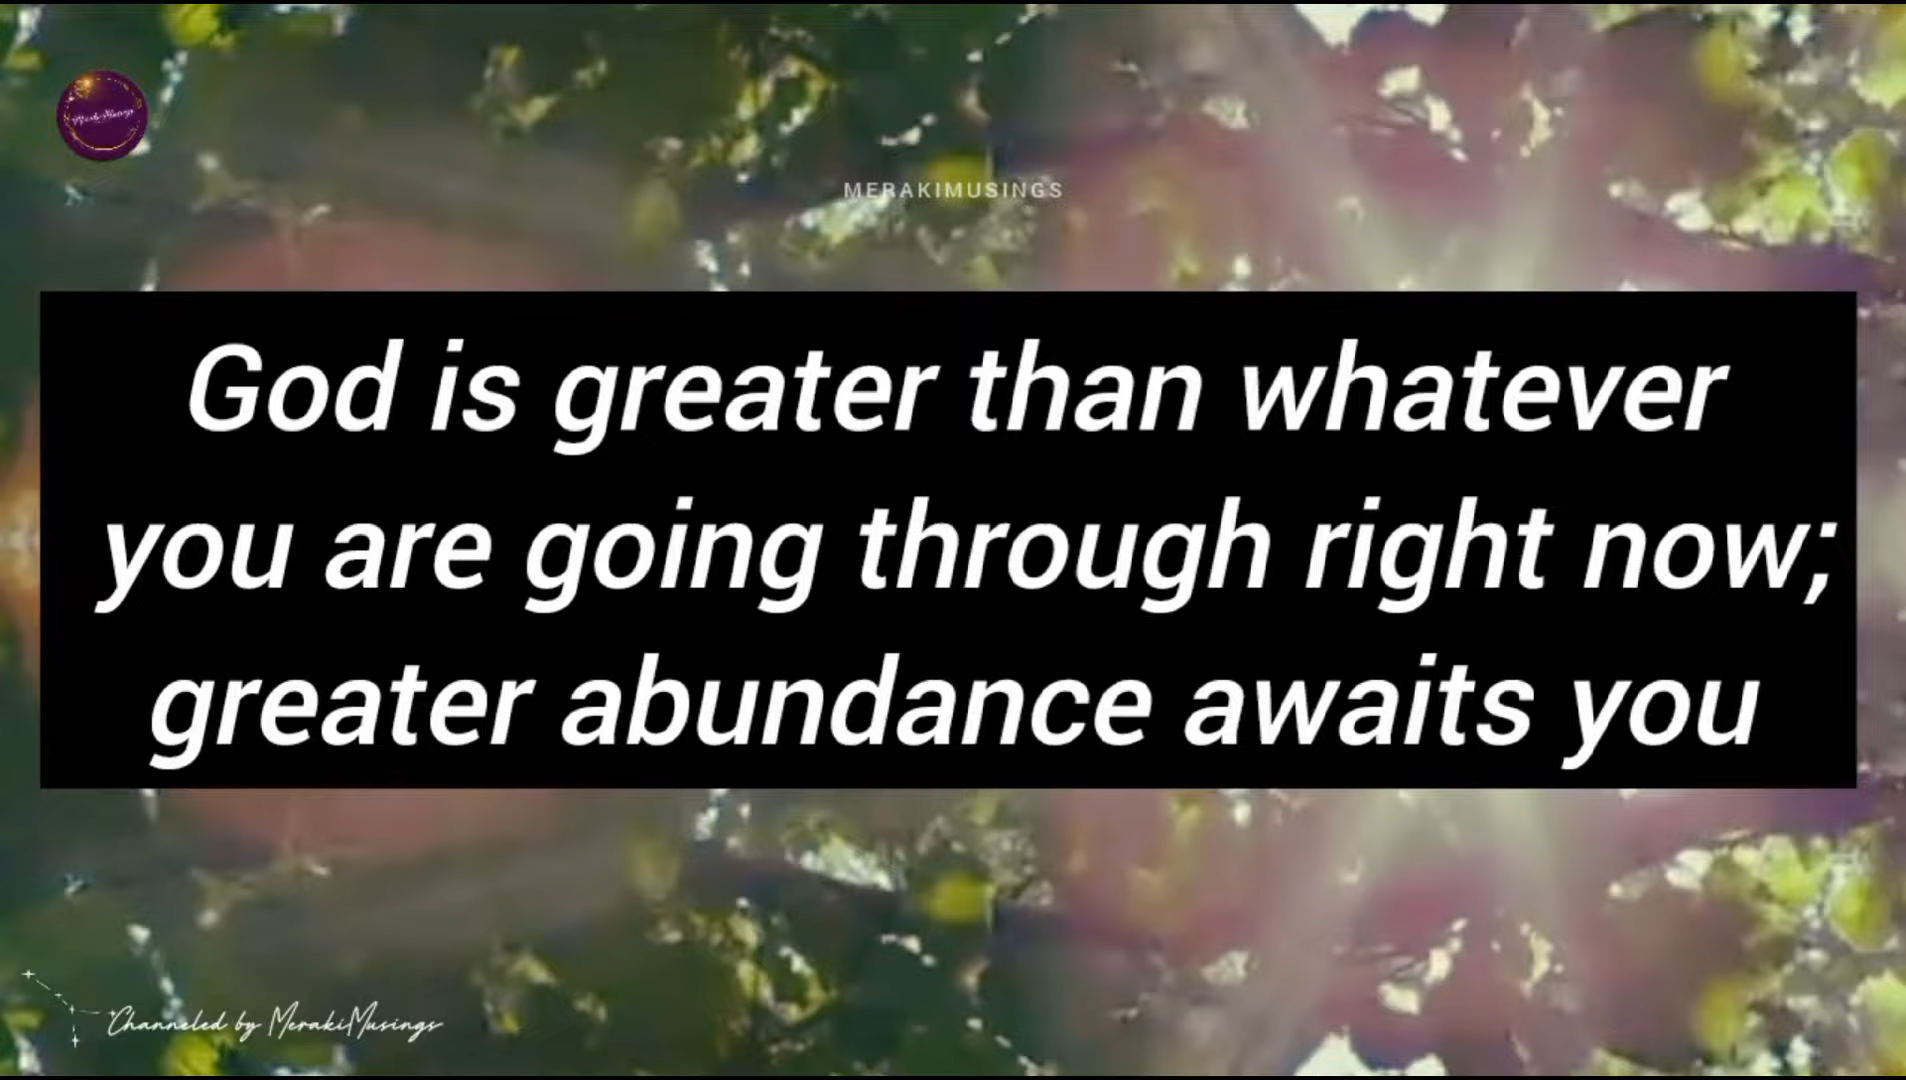 MERAKIMUSINGS
God is greater than whatever
you are going through right now;
greater abundance awaits you
Channeled by MerakiMusings